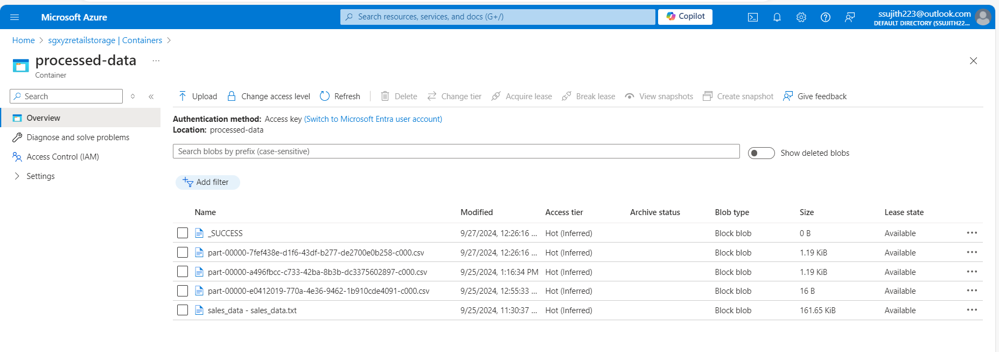 Microsoft Azure
Search resources, services, and docs (G+/)
Copilot
ssujith223@outlook.com
DEFAULT DIRECTORY (SSUJITH22...
Home > sgxyzretailstorage | Containers >
processed-data ...
Container
Search
Overview
Diagnose and solve problems
Access Control (IAM)
Settings
Upload Change access level Refresh Delete Change tier Acquire lease Break lease View snapshots Create snapshot Give feedback
Authentication method: Access key (Switch to Microsoft Entra user account)
Location: processed-data
Search blobs by prefix (case-sensitive)
Show deleted blobs
Add filter
Name Modified Access tier Archive status Blob type Size Lease state
_SUCCESS 9/27/2024, 12:26:16 ... Hot (Inferred) Block blob 0 B Available
part-00000-7fef438e-d1f6-43df-b277-de2700e0b258-c000.csv 9/27/2024, 12:26:16 ... Hot (Inferred) Block blob 1.19 KiB Available
part-00000-a496fbcc-c733-42ba-8b3b-dc3375602897-c000.csv 9/25/2024, 1:16:34 PM Hot (Inferred) Block blob 1.19 KiB Available
part-00000-e0412019-770a-4e36-9462-1b910cde4091-c000.csv 9/25/2024, 12:55:33 ... Hot (Inferred) Block blob 16 B Available
sales_data - sales_data.txt 9/25/2024, 11:30:37 ... Hot (Inferred) Block blob 161.65 KiB Available